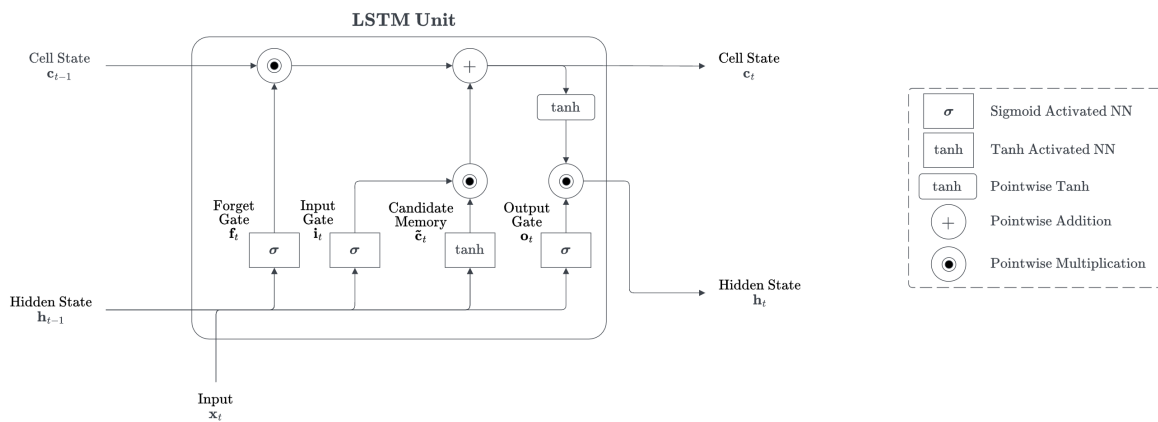 LSTM Unit
Cell State
c_{t−1}
Cell State
c_t
tanh
Forget
Gate
f_t
Input
Gate
i_t
Candidate
Memory
c̃_t
Output
Gate
o_t
σ
σ
tanh
σ
Hidden State
h_{t−1}
Hidden State
h_t
Input
x_t
σ Sigmoid Activated NN
tanh Tanh Activated NN
tanh Pointwise Tanh
+ Pointwise Addition
Pointwise Multiplication